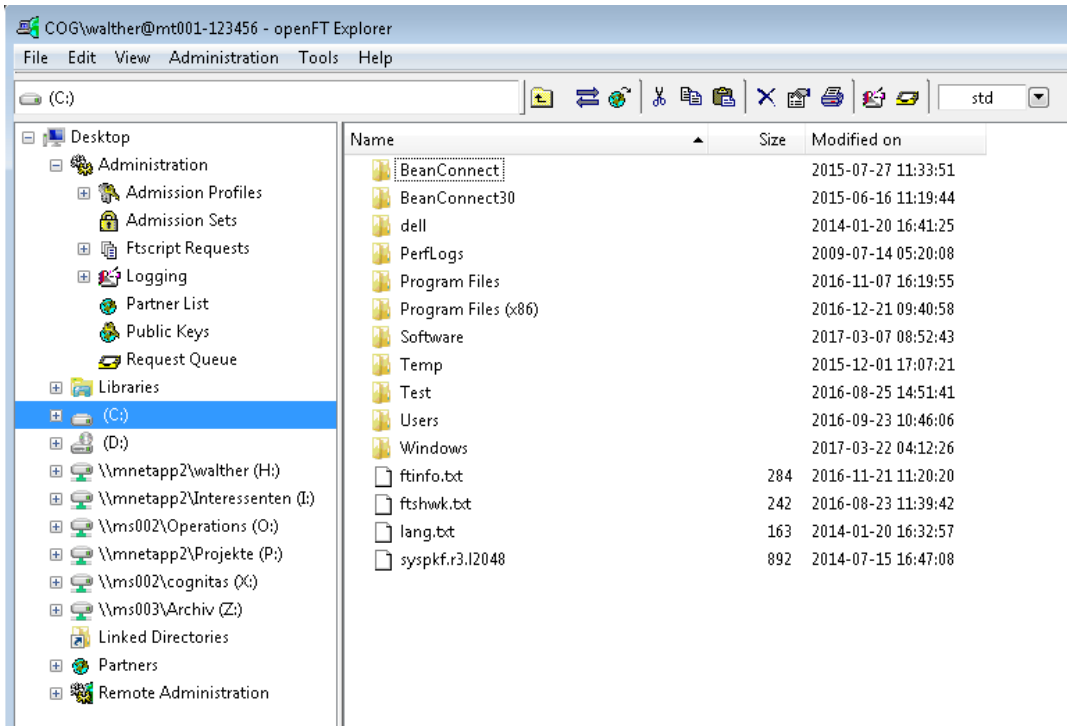 COG\walther@mt001-123456 - openFT Explorer
File Edit View Administration Tools Help
(C:) std
Desktop
Administration
Admission Profiles
Admission Sets
Ftscript Requests
Logging
Partner List
Public Keys
Request Queue
Libraries
(C:)
(D:)
\\mnetapp2\walther (H:)
\\mnetapp2\Interessenten (I:)
\\ms002\Operations (O:)
\\mnetapp2\Projekte (P:)
\\ms002\cognitas (X:)
\\ms003\Archiv (Z:)
Linked Directories
Partners
Remote Administration
Name Size Modified on
BeanConnect 2015-07-27 11:33:51
BeanConnect30 2015-06-16 11:19:44
dell 2014-01-20 16:41:25
PerfLogs 2009-07-14 05:20:08
Program Files 2016-11-07 16:19:55
Program Files (x86) 2016-12-21 09:40:58
Software 2017-03-07 08:52:43
Temp 2015-12-01 17:07:21
Test 2016-08-25 14:51:41
Users 2016-09-23 10:46:06
Windows 2017-03-22 04:12:26
ftinfo.txt 284 2016-11-21 11:20:20
ftshwk.txt 242 2016-08-23 11:39:42
lang.txt 163 2014-01-20 16:32:57
syspkf.r3.l2048 892 2014-07-15 16:47:08